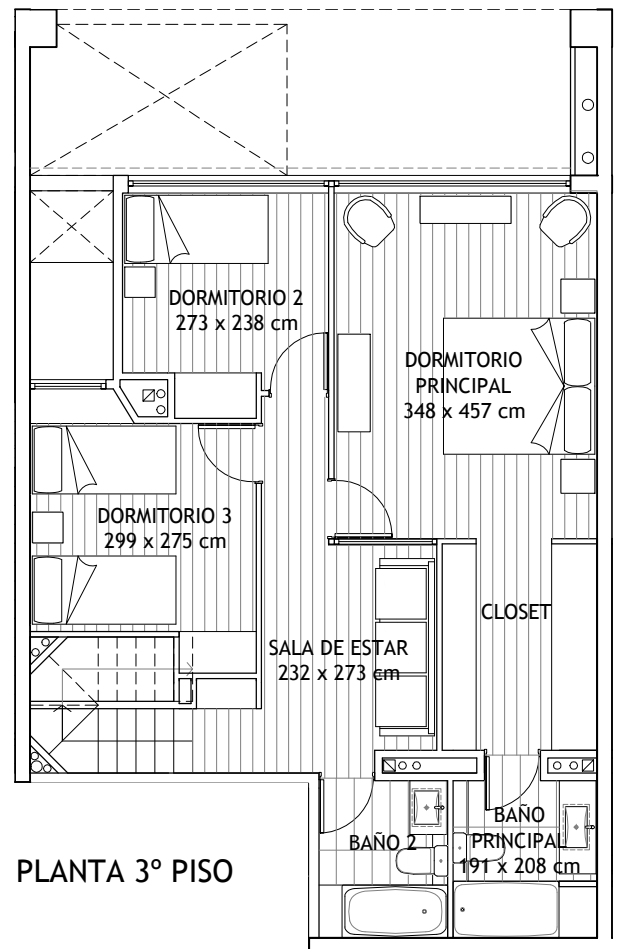 DORMITORIO 2
273 x 238 cm
DORMITORIO
PRINCIPAL
348 x 457 cm
DORMITORIO 3
299 x 275 cm
CLOSET
SALA DE ESTAR
232 x 273 cm
BAÑO 2
BAÑO
PRINCIPAL
191 x 208 cm
PLANTA 3º PISO